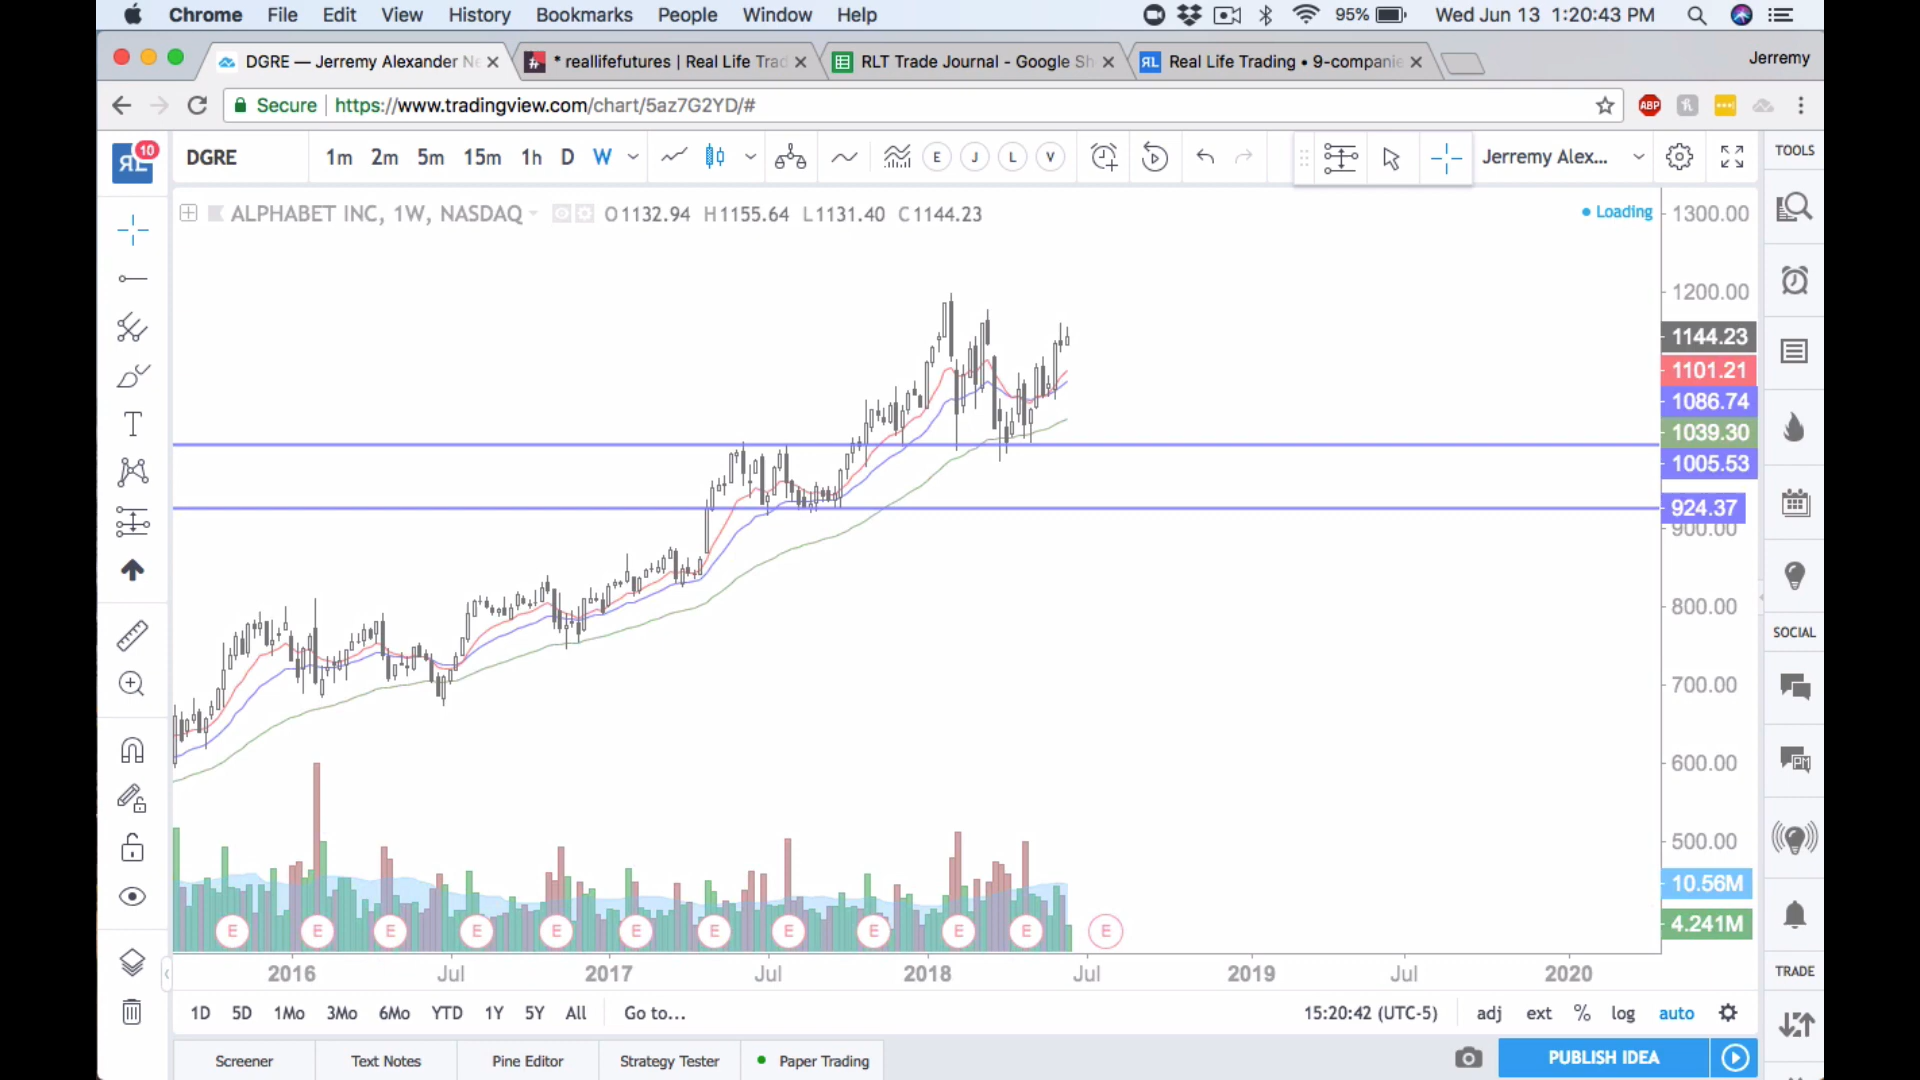 Chrome File Edit View History Bookmarks People Window Help 95% Wed Jun 13 1:20:43 PM
DGRE — Jerremy Alexander Ne * reallifefutures | Real Life Trad RLT Trade Journal - Google Sh ЯL Real Life Trading • 9-companie Jerremy
Secure https://www.tradingview.com/chart/5az7G2YD/# ABP
ЯL 10 DGRE 1m 2m 5m 15m 1h D W E J L V Jerremy Alex... TOOLS
ALPHABET INC, 1W, NASDAQ O1132.94 H1155.64 L1131.40 C1144.23 Loading 1300.00
1200.00
1144.23
1101.21
1086.74
1039.30
1005.53
924.37
900.00
800.00
SOCIAL
700.00
600.00
PM
500.00
10.56M
4.241M
E E E E E E E E E E E E
2016 Jul 2017 Jul 2018 Jul 2019 Jul 2020
TRADE
1D 5D 1Mo 3Mo 6Mo YTD 1Y 5Y All Go to... 15:20:42 (UTC-5) adj ext % log auto
Screener Text Notes Pine Editor Strategy Tester Paper Trading PUBLISH IDEA